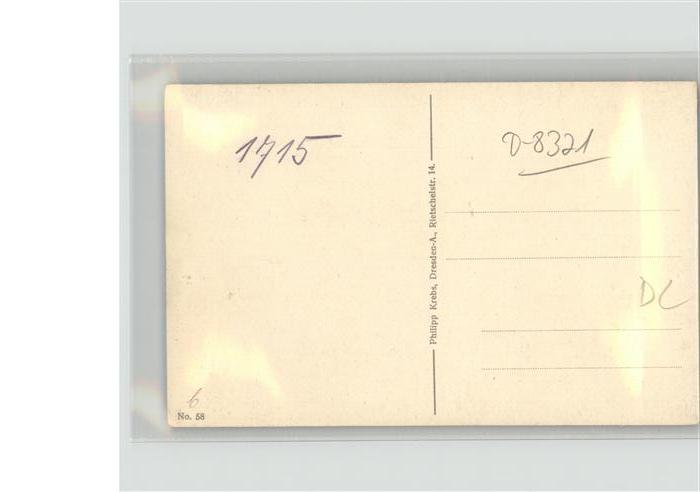 1715
D-8321
Philipp Krebs, Dresden-A., Rietschelstr. 14.
DL
6
No. 58